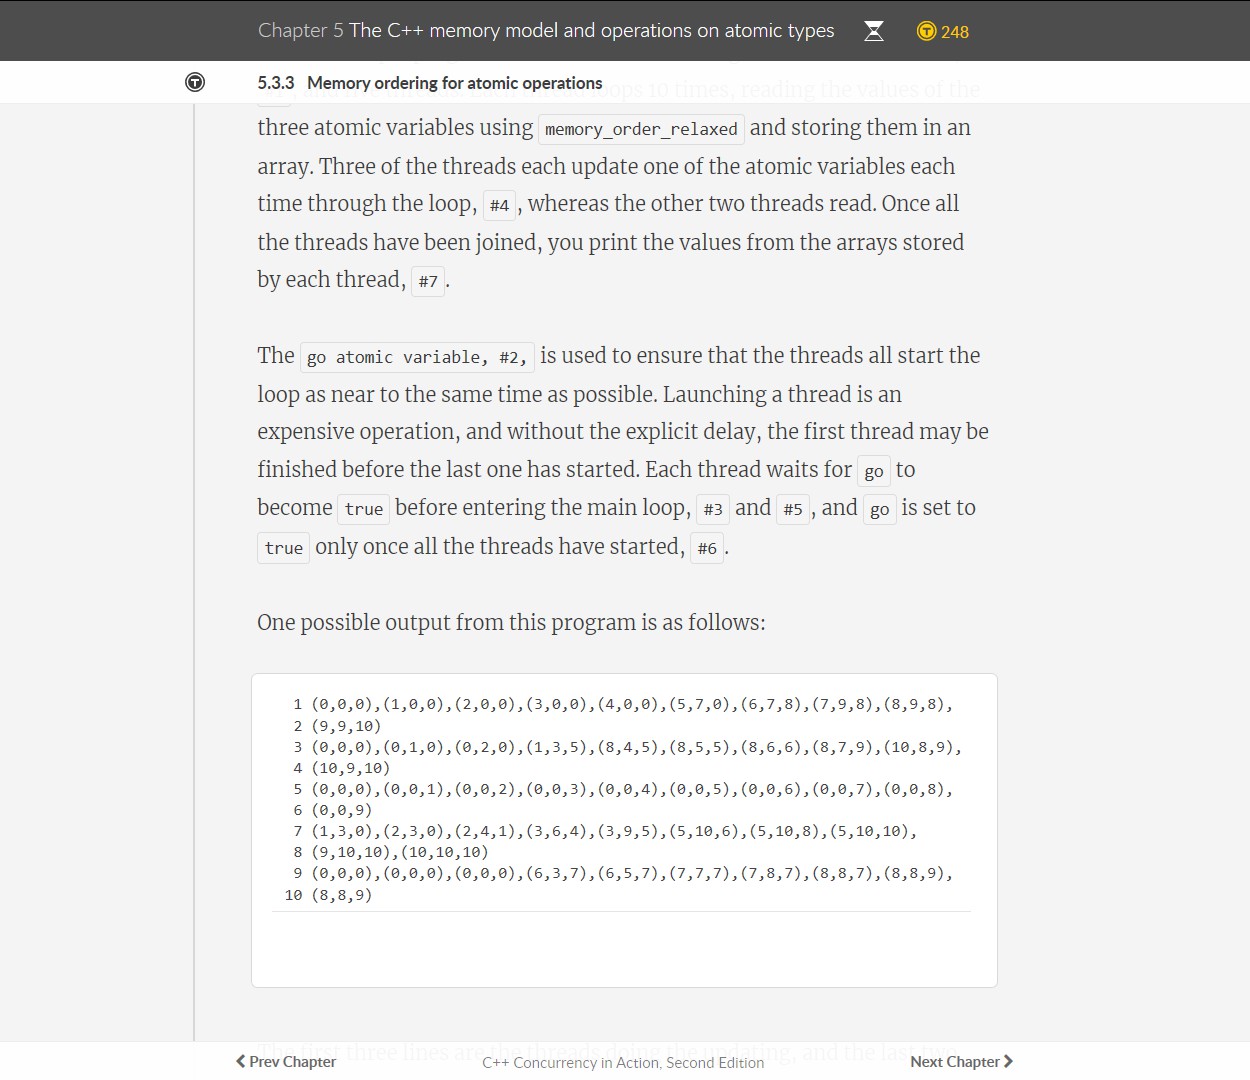 Chapter 5 The C++ memory model and operations on atomic types 248
5.3.3 Memory ordering for atomic operations
loops 10 times, reading the values of the
three atomic variables using memory_order_relaxed and storing them in an
array. Three of the threads each update one of the atomic variables each
time through the loop, #4 , whereas the other two threads read. Once all
the threads have been joined, you print the values from the arrays stored
by each thread, #7 .
The go atomic variable, #2, is used to ensure that the threads all start the
loop as near to the same time as possible. Launching a thread is an
expensive operation, and without the explicit delay, the first thread may be
finished before the last one has started. Each thread waits for go to
become true before entering the main loop, #3 and #5 , and go is set to
true only once all the threads have started, #6 .
One possible output from this program is as follows:
1 (0,0,0),(1,0,0),(2,0,0),(3,0,0),(4,0,0),(5,7,0),(6,7,8),(7,9,8),(8,9,8),
2 (9,9,10)
3 (0,0,0),(0,1,0),(0,2,0),(1,3,5),(8,4,5),(8,5,5),(8,6,6),(8,7,9),(10,8,9),
4 (10,9,10)
5 (0,0,0),(0,0,1),(0,0,2),(0,0,3),(0,0,4),(0,0,5),(0,0,6),(0,0,7),(0,0,8),
6 (0,0,9)
7 (1,3,0),(2,3,0),(2,4,1),(3,6,4),(3,9,5),(5,10,6),(5,10,8),(5,10,10),
8 (9,10,10),(10,10,10)
9 (0,0,0),(0,0,0),(0,0,0),(6,3,7),(6,5,7),(7,7,7),(7,8,7),(8,8,7),(8,8,9),
10 (8,8,9)
The first three lines are the threads doing the updating, and the last two
Prev Chapter C++ Concurrency in Action, Second Edition Next Chapter